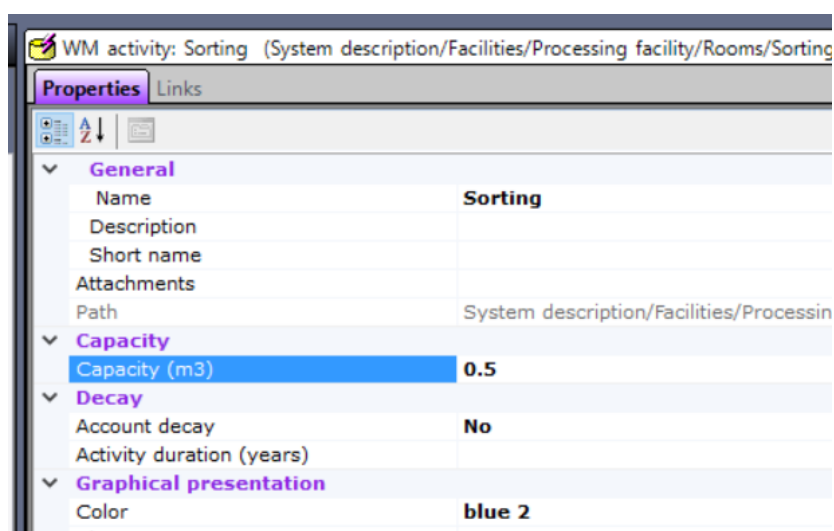 WM activity: Sorting (System description/Facilities/Processing facility/Rooms/Sorting
Properties Links
General
Name Sorting
Description
Short name
Attachments
Path System description/Facilities/Processin
Capacity
Capacity (m3) 0.5
Decay
Account decay No
Activity duration (years)
Graphical presentation
Color blue 2